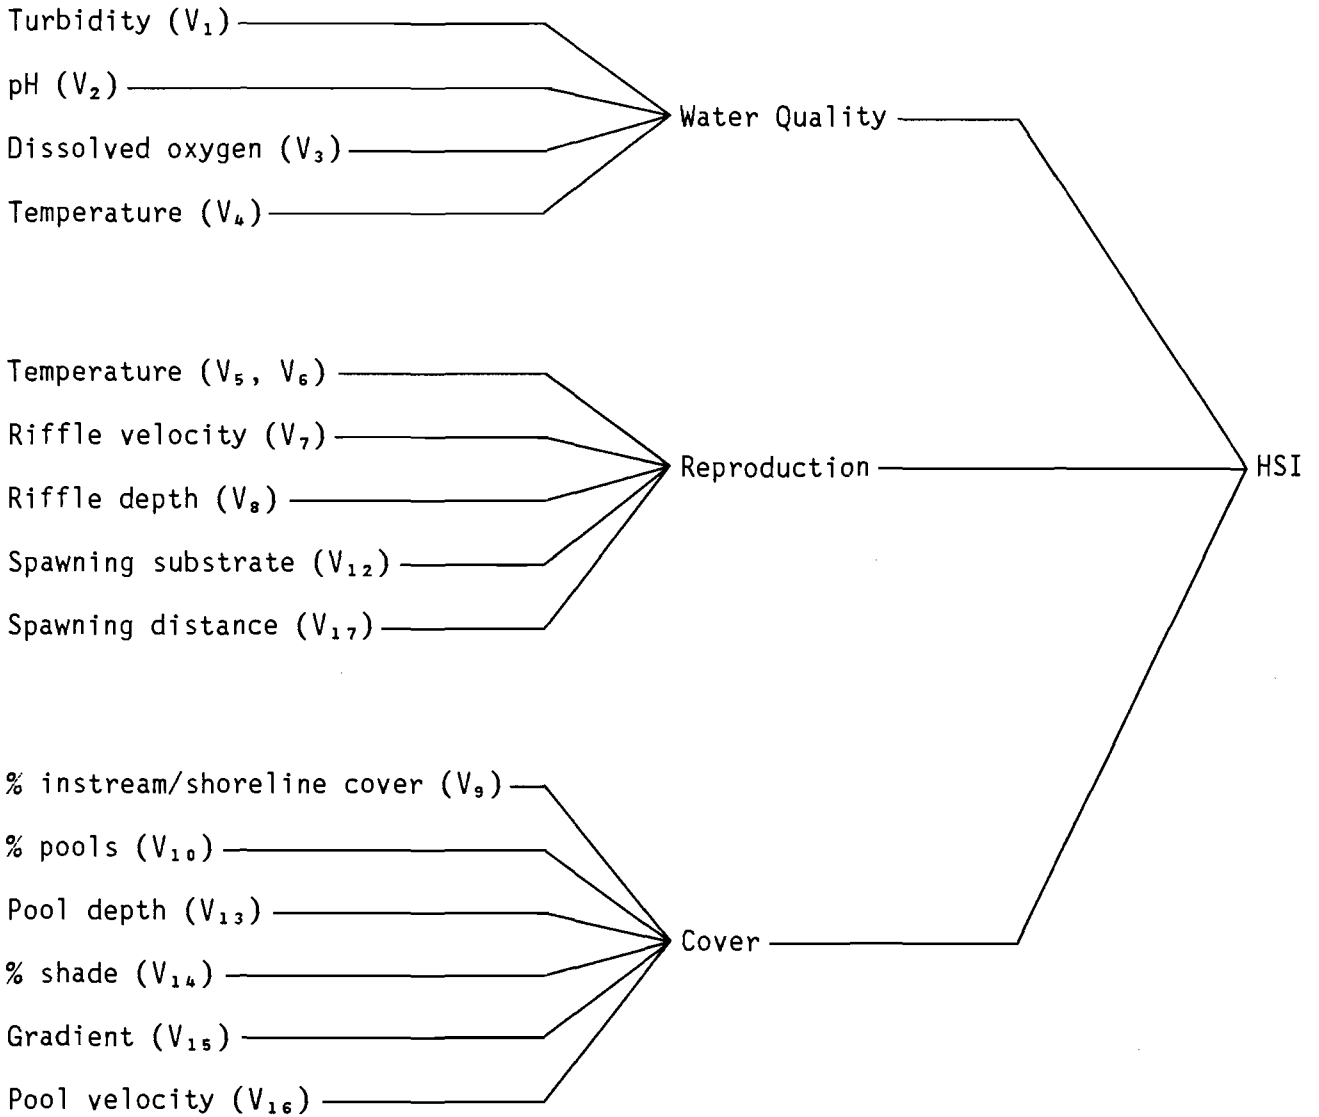 Turbidity (V₁)
pH (V₂)
Water Quality
Dissolved oxygen (V₃)
Temperature (V₄)
Temperature (V₅, V₆)
Riffle velocity (V₇)
Reproduction
HSI
Riffle depth (V₈)
Spawning substrate (V₁₂)
Spawning distance (V₁₇)
% instream/shoreline cover (V₉)
% pools (V₁₀)
Pool depth (V₁₃)
Cover
% shade (V₁₄)
Gradient (V₁₅)
Pool velocity (V₁₆)